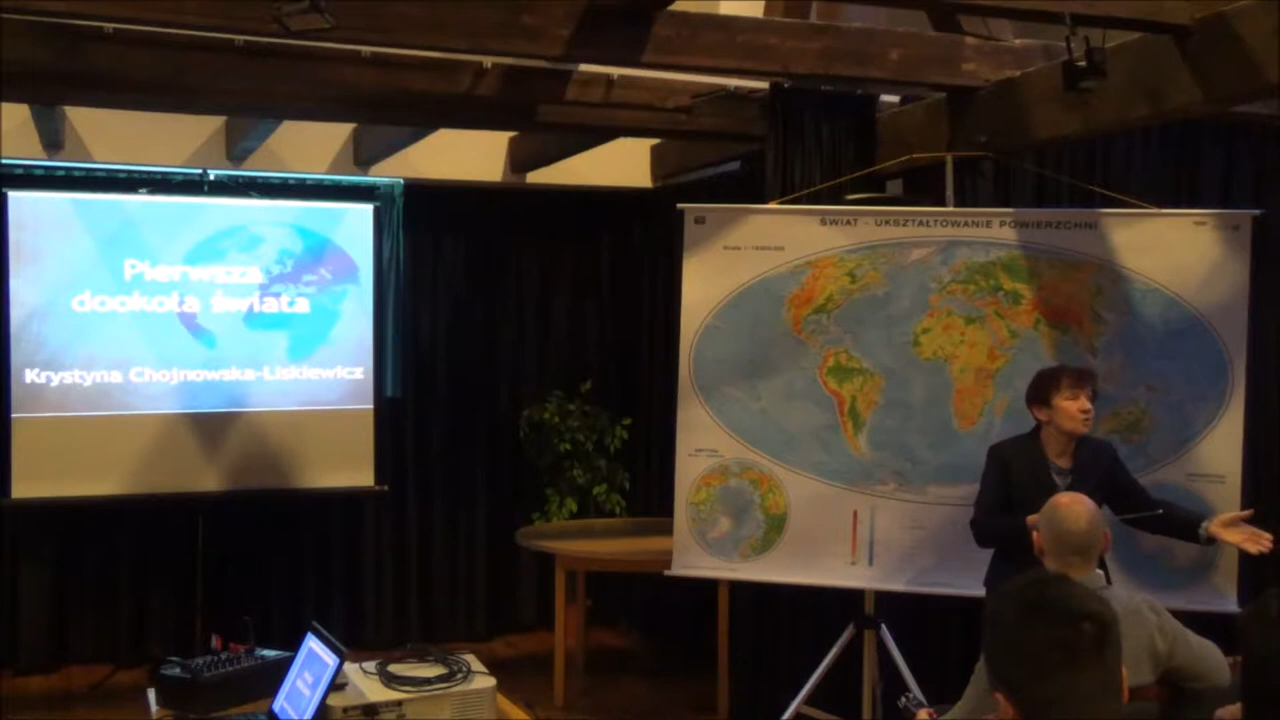 Pierwsza
dookoła świata
Krystyna Chojnowska-Liskiewicz
ŚWIAT - UKSZTAŁTOWANIE POWIERZCHNI